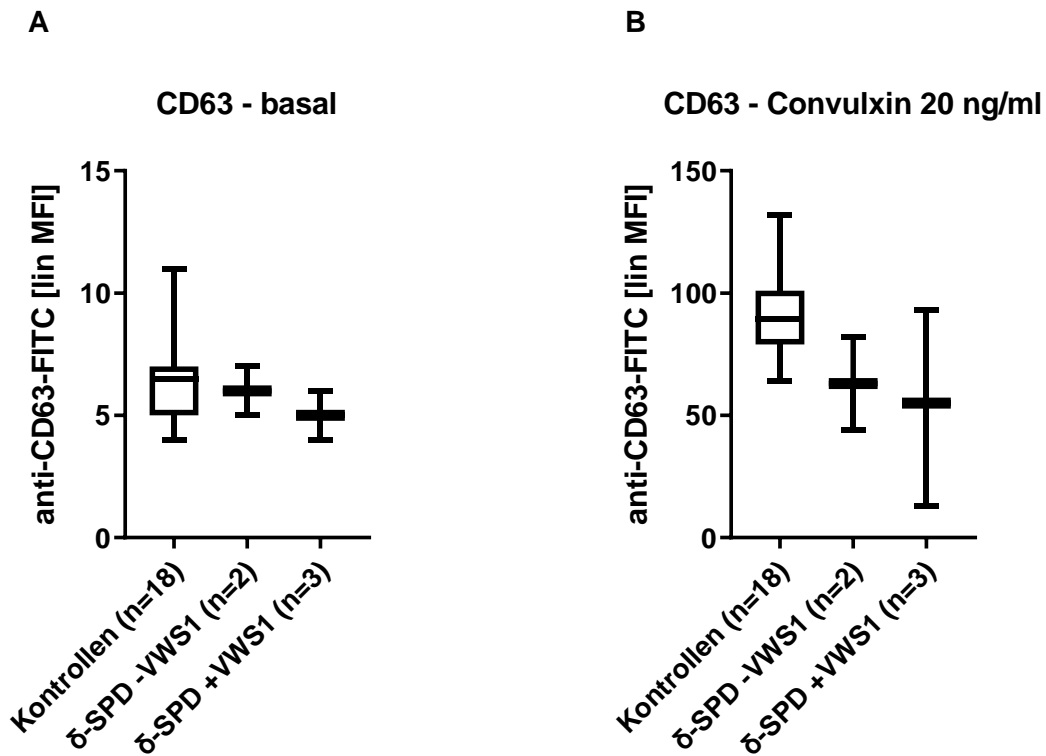 A
CD63 - basal
anti-CD63-FITC [lin MFI]
15
10
5
0
Kontrollen (n=18)
δ-SPD -VWS1 (n=2)
δ-SPD +VWS1 (n=3)
B
CD63 - Convulxin 20 ng/ml
anti-CD63-FITC [lin MFI]
150
100
50
0
Kontrollen (n=18)
δ-SPD -VWS1 (n=2)
δ-SPD +VWS1 (n=3)